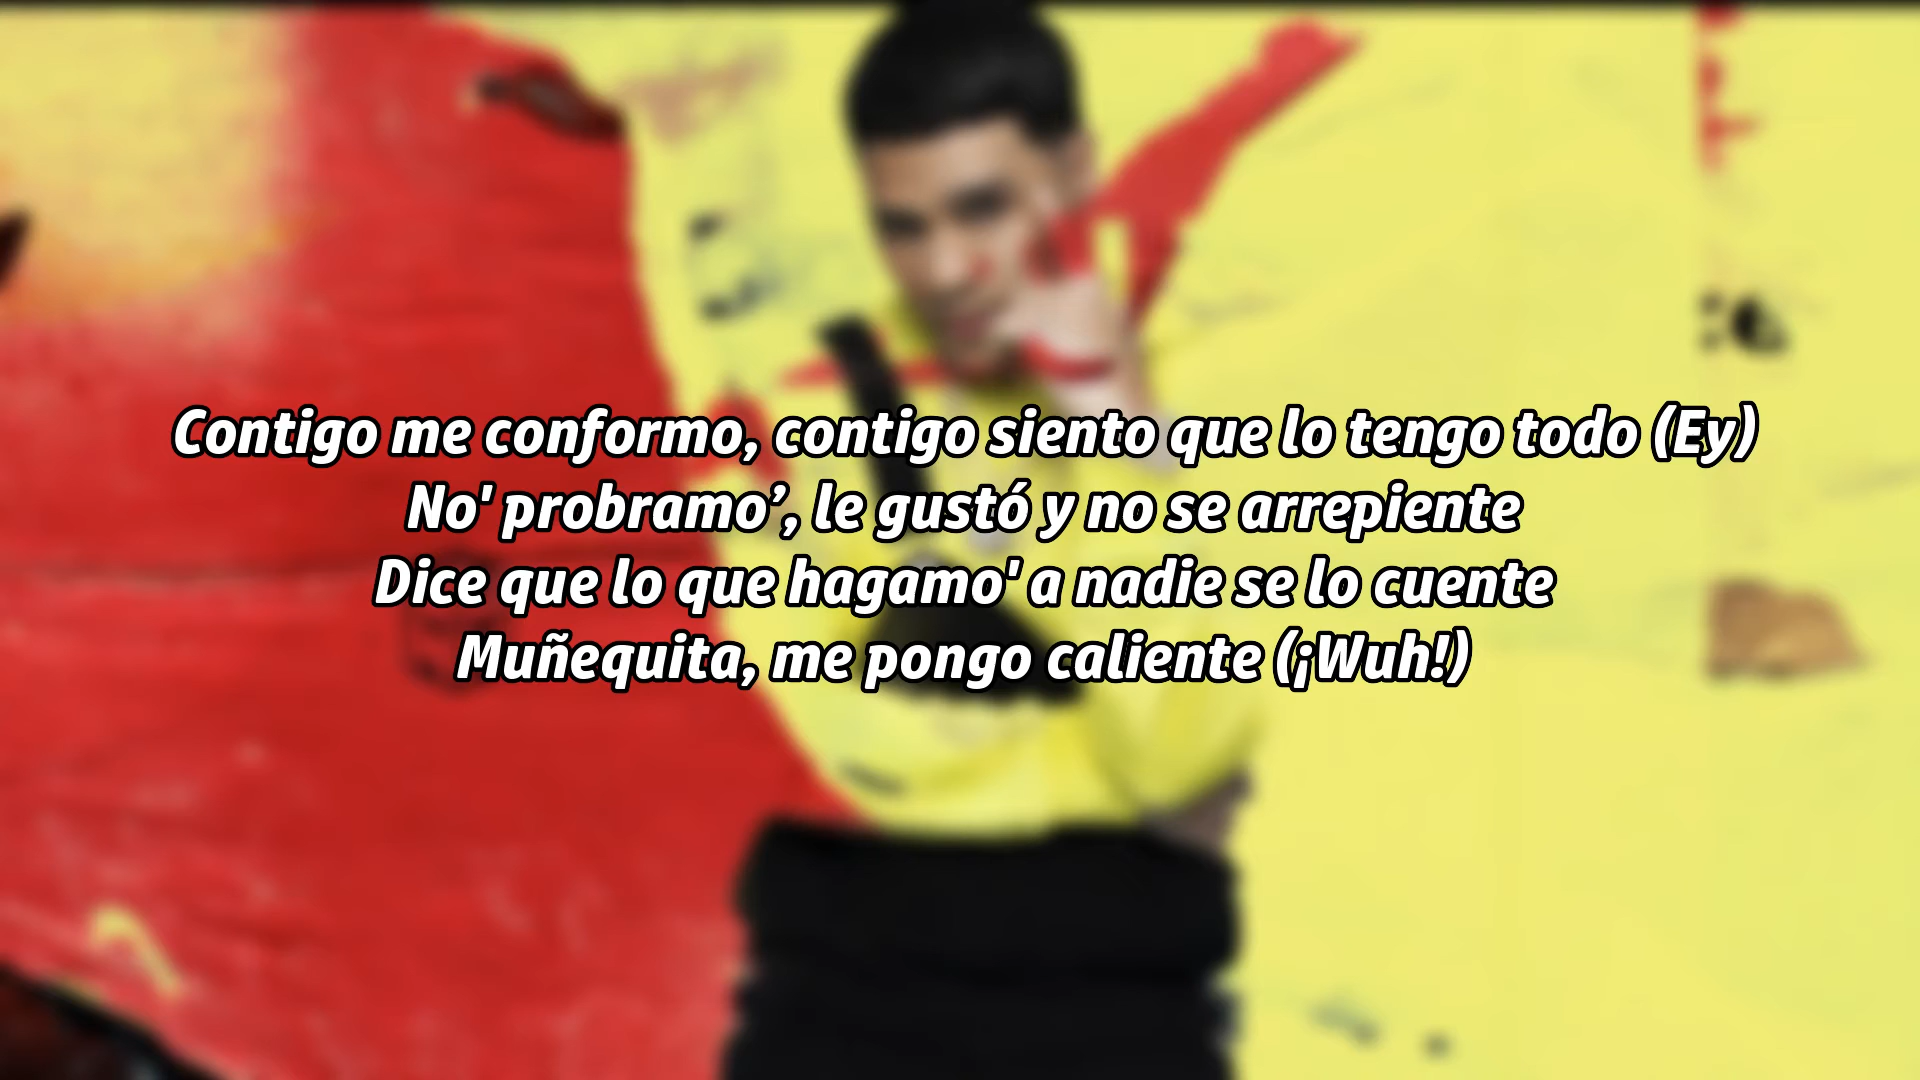 Contigo me conformo, contigo siento que lo tengo todo (Ey)
No' probramo’, le gustó y no se arrepiente
Dice que lo que hagamo' a nadie se lo cuente
Muñequita, me pongo caliente (¡Wuh!)